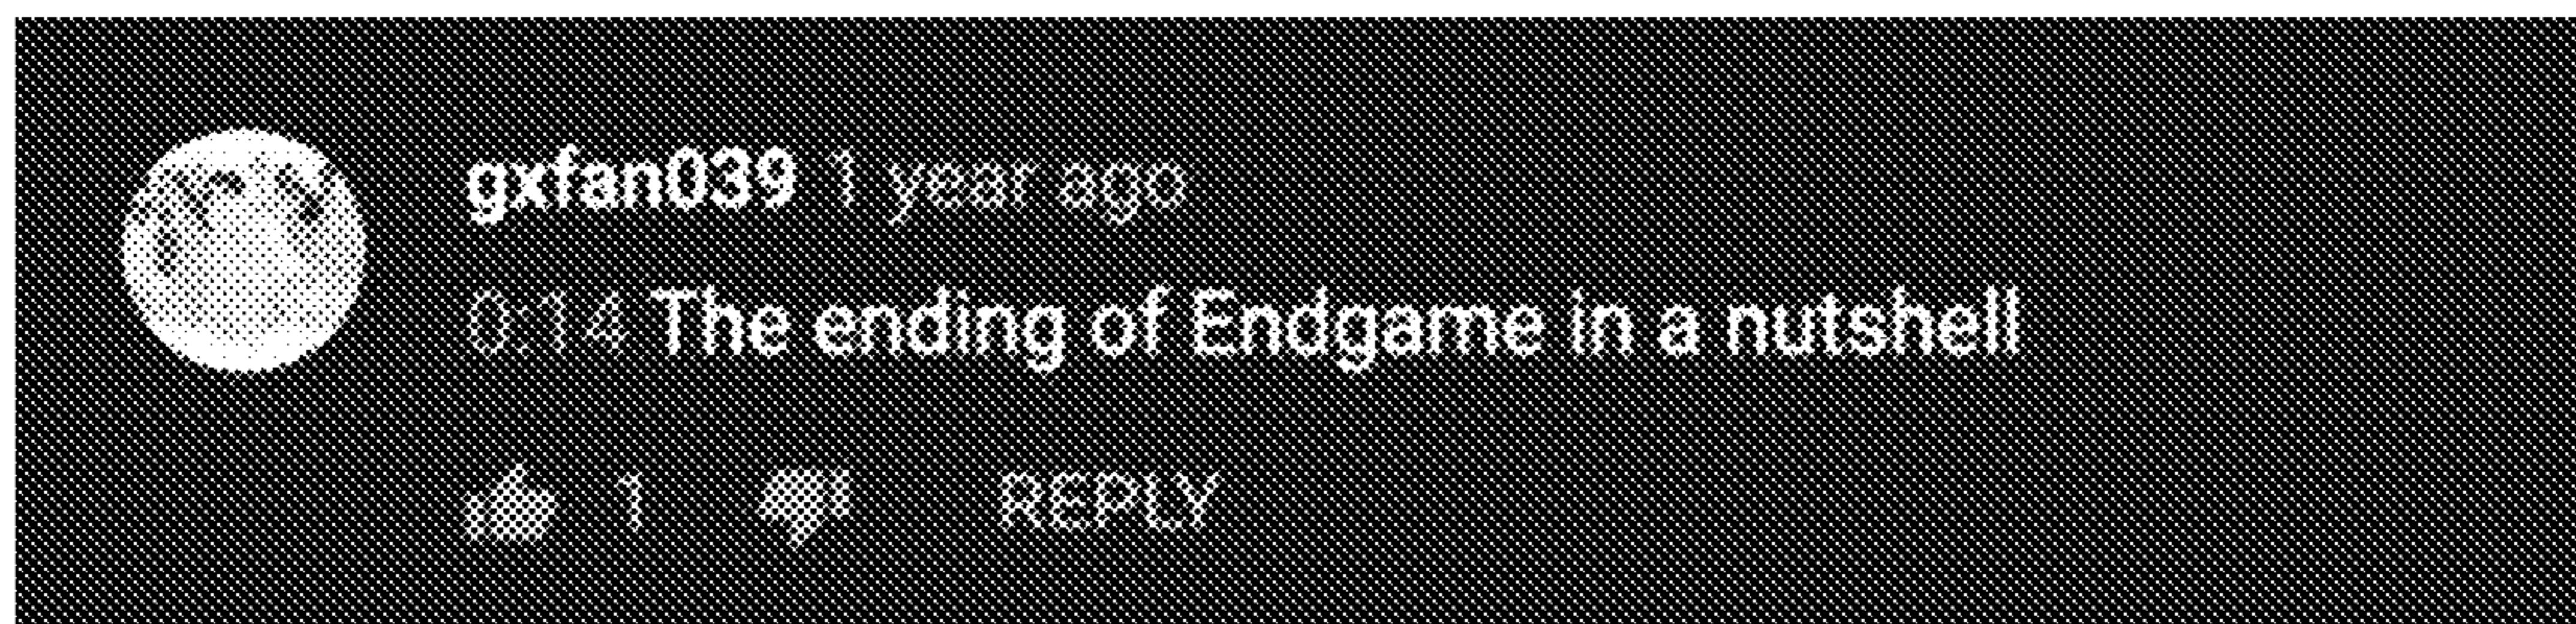 gxfan039 1 year ago
0:14 The ending of Endgame in a nutshell
1 REPLY